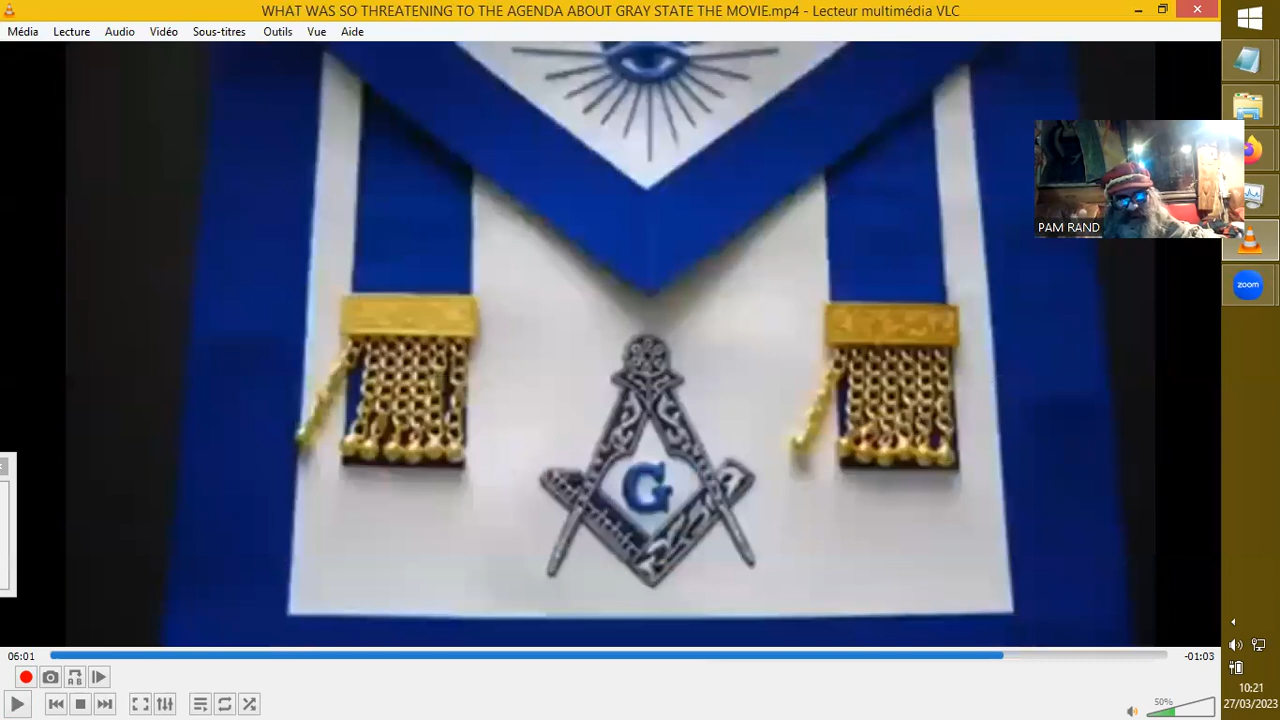 WHAT WAS SO THREATENING TO THE AGENDA ABOUT GRAY STATE THE MOVIE.mp4 - Lecteur multimédia VLC
Média Lecture Audio Vidéo Sous-titres Outils Vue Aide
G
PAM RAND
zoom
06:01
-01:03
A B
50%
10:21
27/03/2023